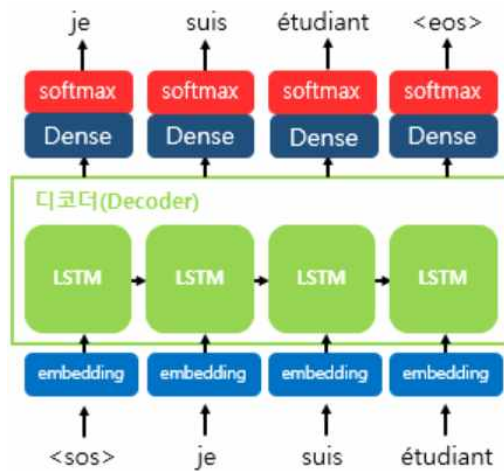 je suis étudiant <eos>
softmax softmax softmax softmax
Dense Dense Dense Dense
디코더(Decoder)
LSTM LSTM LSTM LSTM
embedding embedding embedding embedding
<sos> je suis étudiant